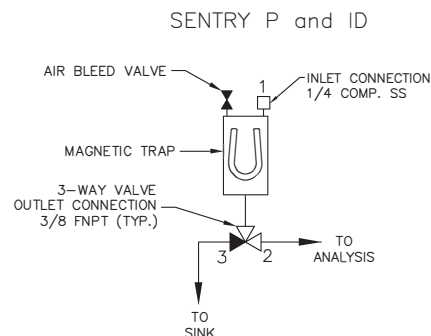 SENTRY P and ID
AIR BLEED VALVE
1
INLET CONNECTION
1/4 COMP. SS
MAGNETIC TRAP
3-WAY VALVE
OUTLET CONNECTION
3/8 FNPT (TYP.)
3
2
TO
ANALYSIS
TO
SINK